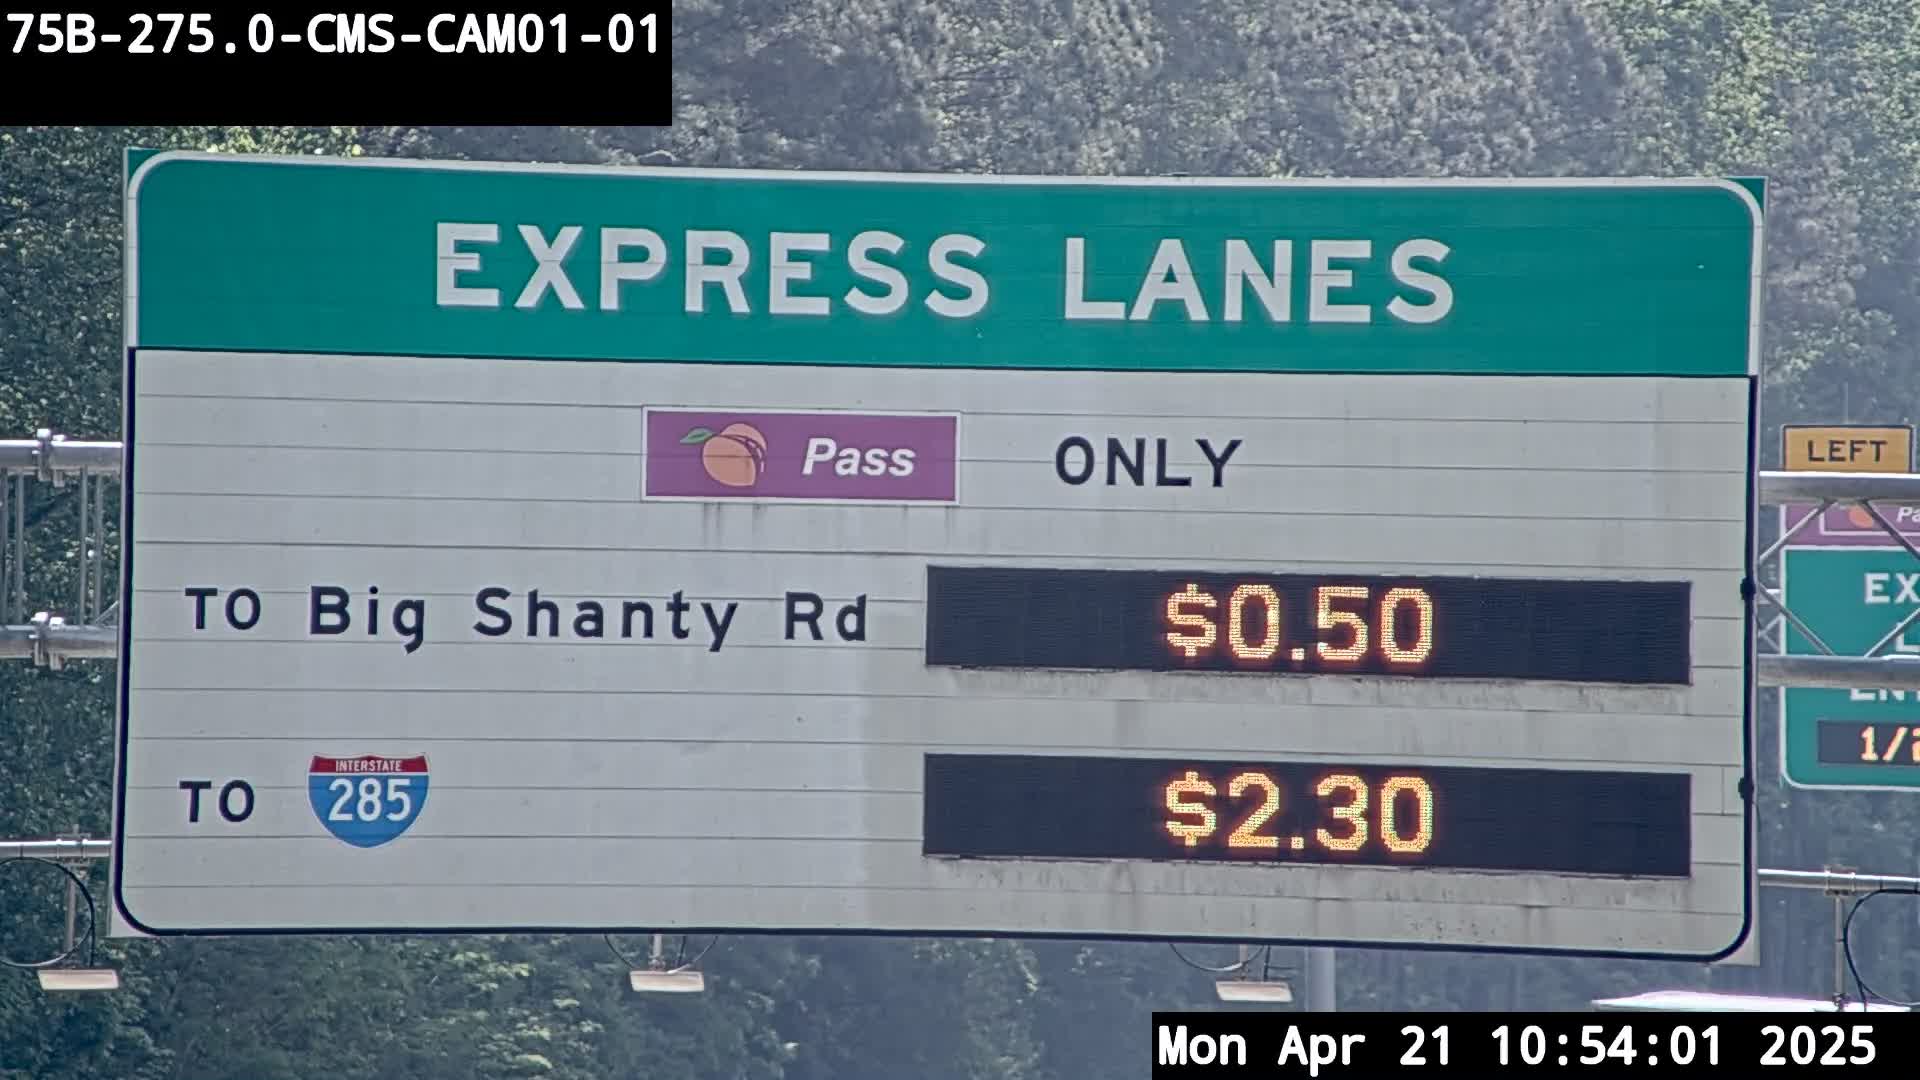 75B-275.0-CMS-CAM01-01
EXPRESS LANES
Pass ONLY
TO Big Shanty Rd $0.50
TO INTERSTATE 285 $2.30
LEFT
Mon Apr 21 10:54:01 2025